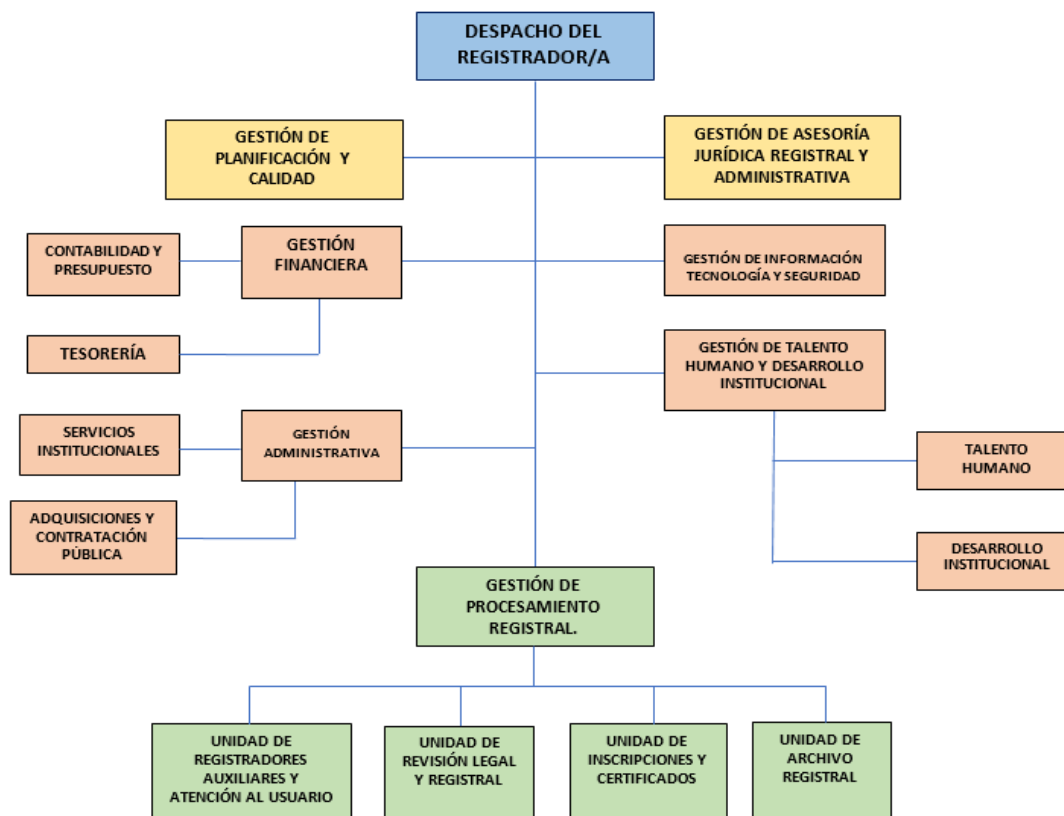 DESPACHO DEL
REGISTRADOR/A
GESTIÓN DE
PLANIFICACIÓN Y
CALIDAD
GESTIÓN DE ASESORÍA
JURÍDICA REGISTRAL Y
ADMINISTRATIVA
CONTABILIDAD Y
PRESUPUESTO
GESTIÓN
FINANCIERA
GESTIÓN DE INFORMACIÓN
TECNOLOGÍA Y SEGURIDAD
TESORERÍA
GESTIÓN DE TALENTO
HUMANO Y DESARROLLO
INSTITUCIONAL
SERVICIOS
INSTITUCIONALES
GESTIÓN
ADMINISTRATIVA
TALENTO
HUMANO
ADQUISICIONES Y
CONTRATACIÓN
PÚBLICA
DESARROLLO
INSTITUCIONAL
GESTIÓN DE
PROCESAMIENTO
REGISTRAL.
UNIDAD DE
REGISTRADORES
AUXILIARES Y
ATENCIÓN AL USUARIO
UNIDAD DE
REVISIÓN LEGAL
Y REGISTRAL
UNIDAD DE
INSCRIPCIONES Y
CERTIFICADOS
UNIDAD DE
ARCHIVO
REGISTRAL